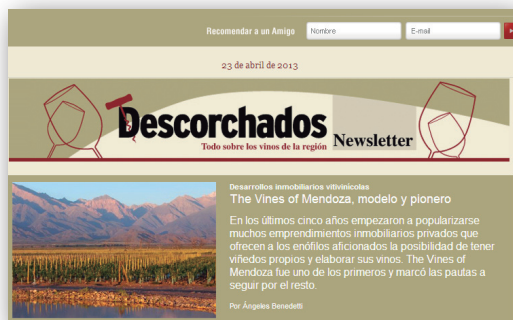 Recomendar a un Amigo Nombre E-mail
23 de abril de 2013
Descorchados
Newsletter
Todo sobre los vinos de la región
Desarrollos inmobiliarios vitivinícolas
The Vines of Mendoza, modelo y pionero
En los últimos cinco años empezaron a popularizarse
muchos emprendimientos inmobiliarios privados que
ofrecen a los enófilos aficionados la posibilidad de tener
viñedos propios y elaborar sus vinos. The Vines of
Mendoza fue uno de los primeros y marcó las pautas a
seguir por el resto.
Por Ángeles Benedetti